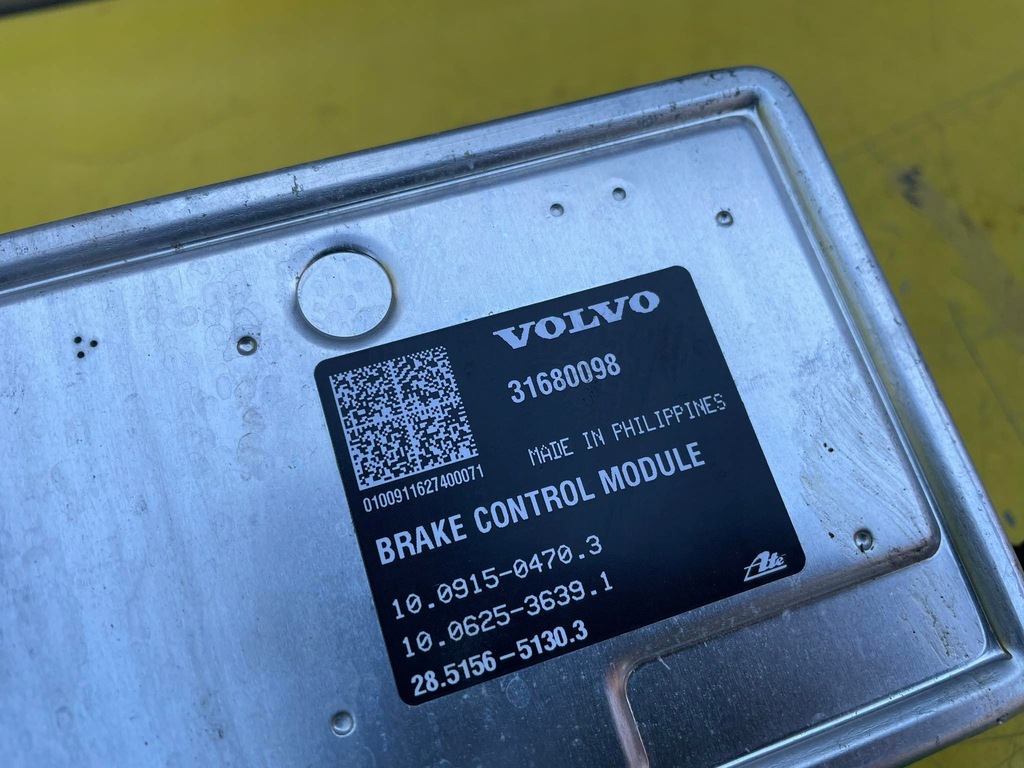 VOLVO
31680098
MADE IN PHILIPPINES
0100911627400071
BRAKE CONTROL MODULE
10.0915-0470.3
10.0625-3639.1
28.5156-5130.3
Ate